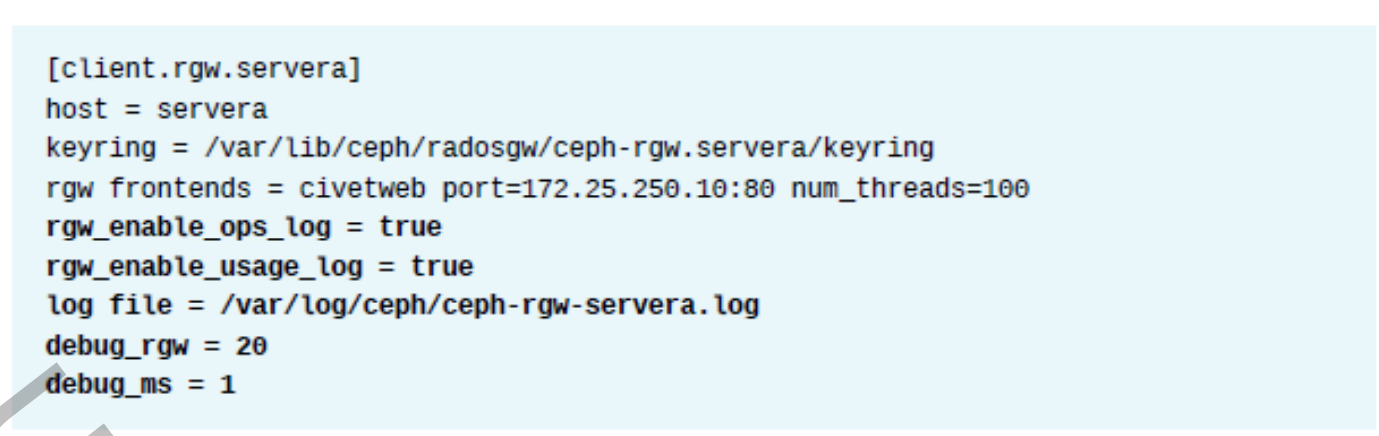 [client.rgw.servera]
host = servera
keyring = /var/lib/ceph/radosgw/ceph-rgw.servera/keyring
rgw frontends = civetweb port=172.25.250.10:80 num_threads=100
rgw_enable_ops_log = true
rgw_enable_usage_log = true
log file = /var/log/ceph/ceph-rgw-servera.log
debug_rgw = 20
debug_ms = 1